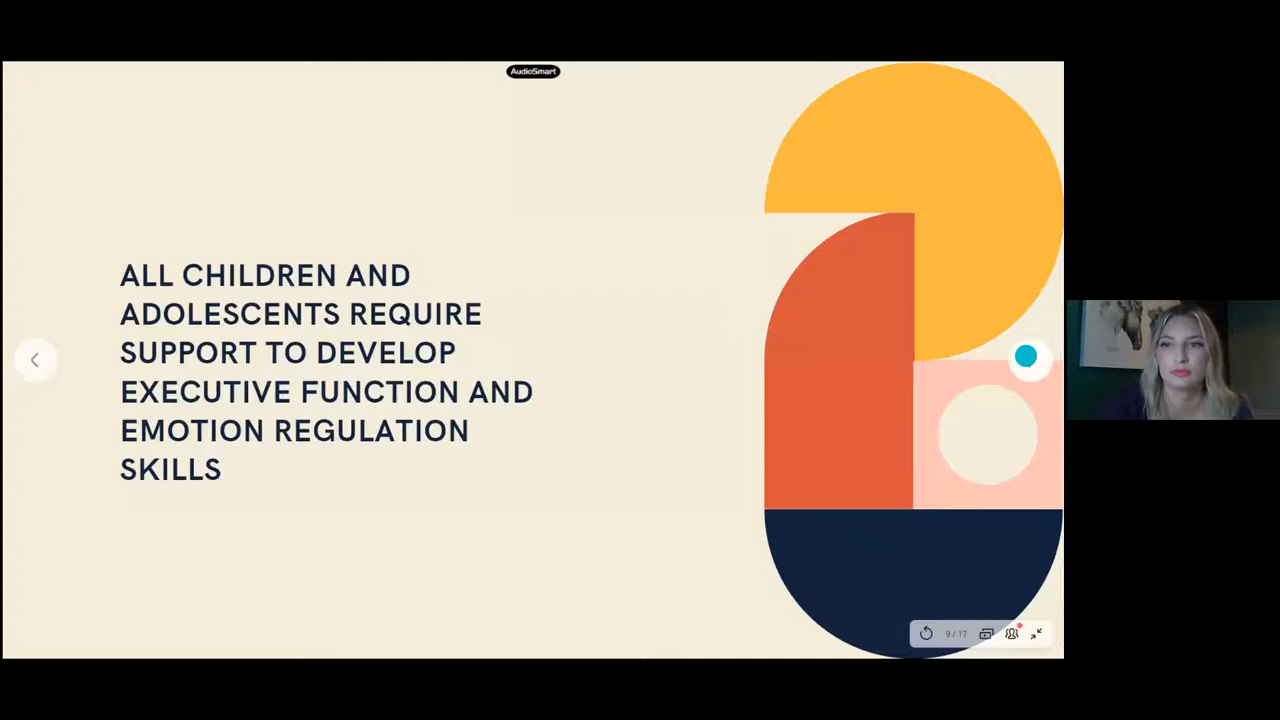 AudioSmart
ALL CHILDREN AND
ADOLESCENTS REQUIRE
SUPPORT TO DEVELOP
EXECUTIVE FUNCTION AND
EMOTION REGULATION
SKILLS
9 / 17